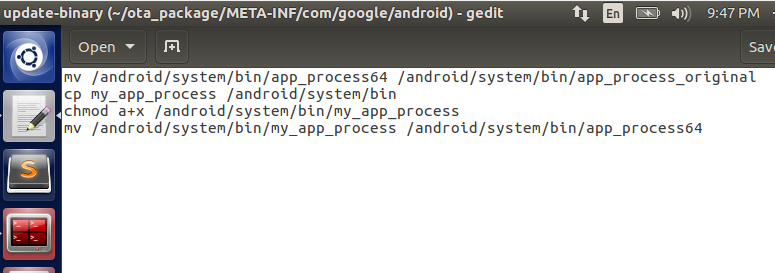 update-binary (~/ota_package/META-INF/com/google/android) - gedit
En
9:47 PM
Open
Save
mv /android/system/bin/app_process64 /android/system/bin/app_process_original
cp my_app_process /android/system/bin
chmod a+x /android/system/bin/my_app_process
mv /android/system/bin/my_app_process /android/system/bin/app_process64